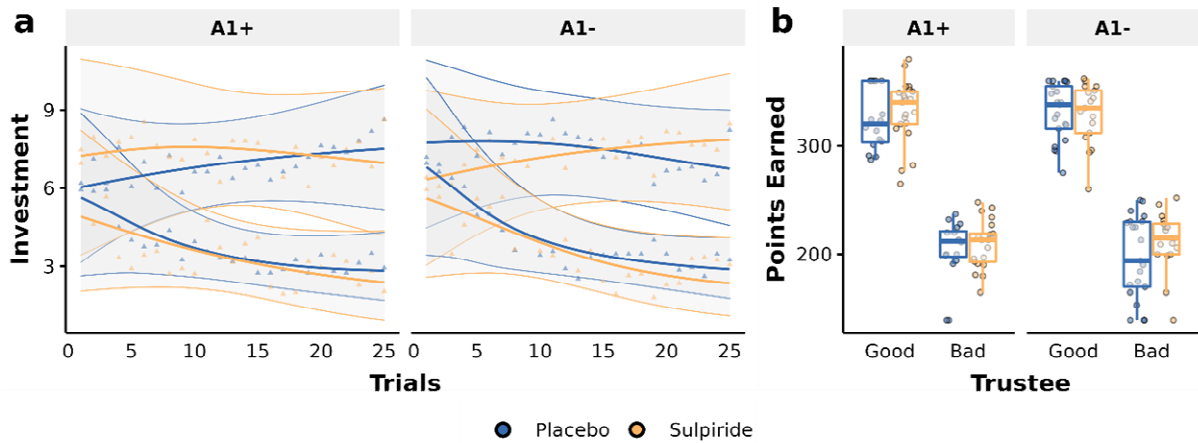 a
A1+
A1-
Investment
9
6
3
0
5
10
15
20
25
0
5
10
15
20
25
Trials
b
A1+
A1-
Points Earned
300
200
Good
Bad
Good
Bad
Trustee
Placebo
Sulpiride